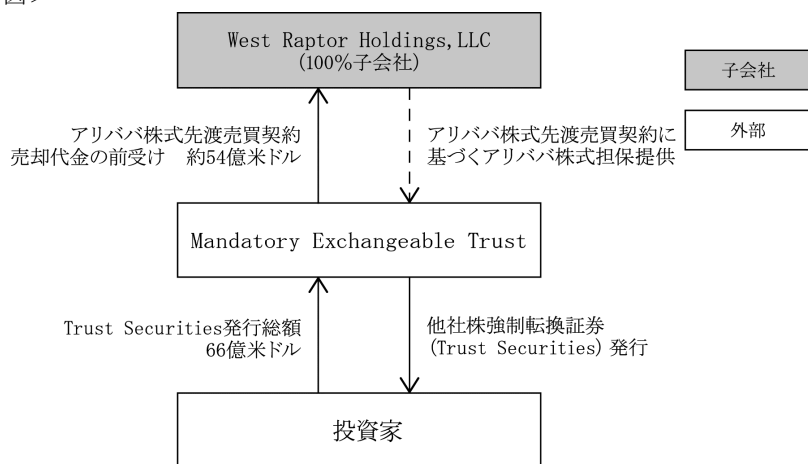 West Raptor Holdings,LLC
(100%子会社)
子会社
外部
アリババ株式先渡売買契約
売却代金の前受け 約54億米ドル
アリババ株式先渡売買契約に
基づくアリババ株式担保提供
Mandatory Exchangeable Trust
Trust Securities発行総額
66億米ドル
他社株強制転換証券
(Trust Securities) 発行
投資家